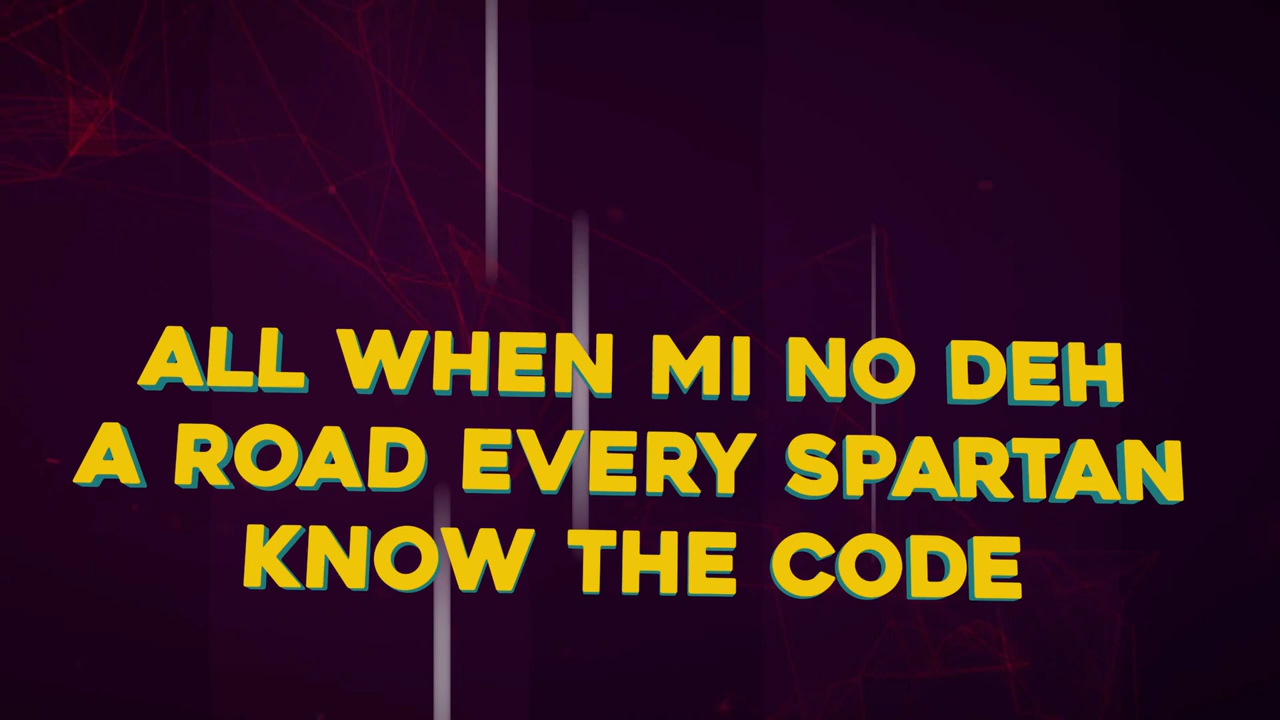 ALL WHEN MI NO DEH
A ROAD EVERY SPARTAN
KNOW THE CODE